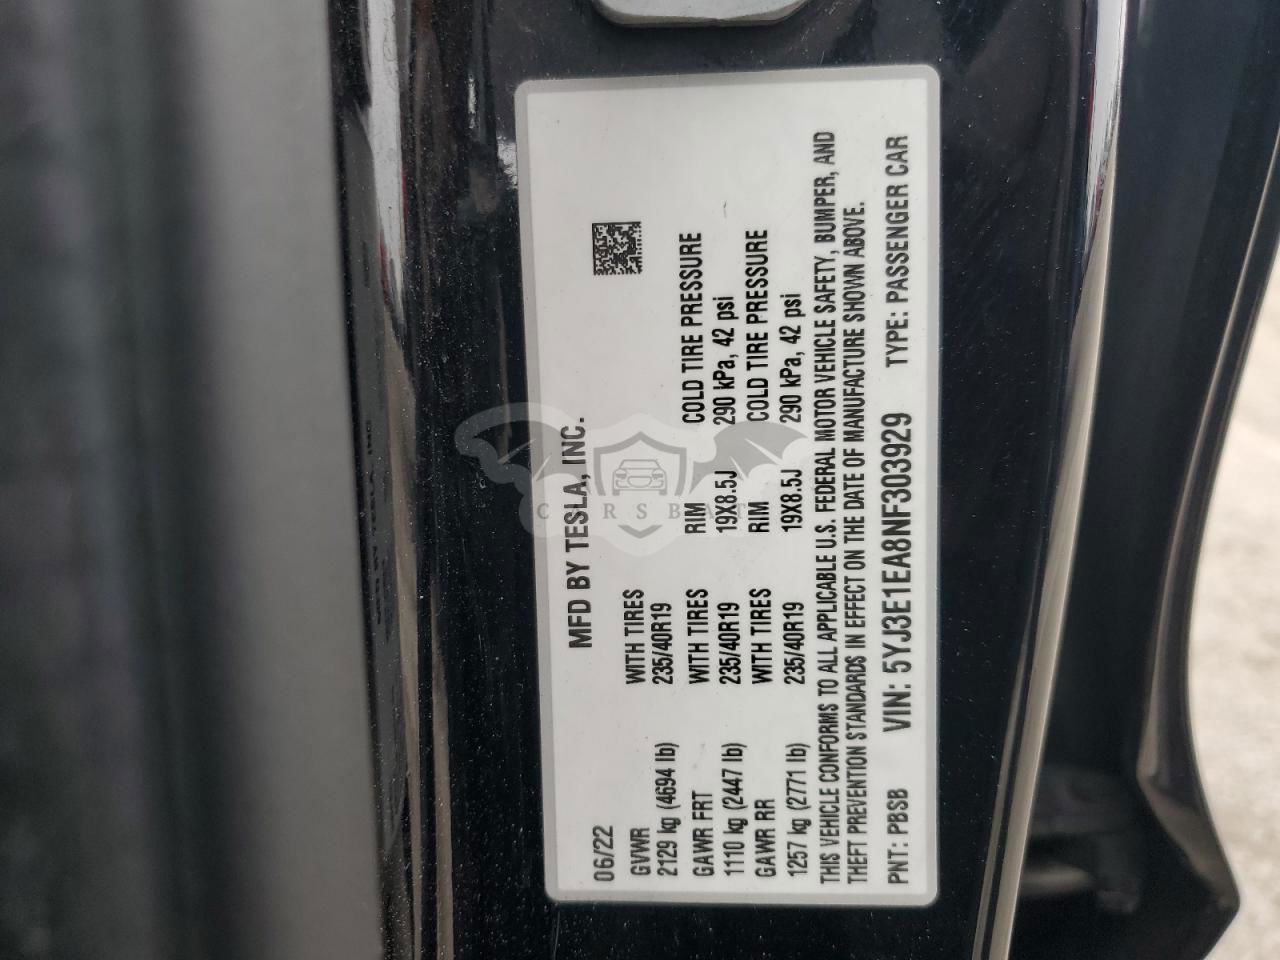 MFD BY TESLA, INC.
06/22
GVWR WITH TIRES
2129 kg (4694 lb) 235/40R19
GAWR FRT WITH TIRES RIM COLD TIRE PRESSURE
1110 kg (2447 lb) 235/40R19 19X8.5J 290 kPa, 42 psi
GAWR RR WITH TIRES RIM COLD TIRE PRESSURE
1257 kg (2771 lb) 235/40R19 19X8.5J 290 kPa, 42 psi
THIS VEHICLE CONFORMS TO ALL APPLICABLE U.S. FEDERAL MOTOR VEHICLE SAFETY, BUMPER, AND
THEFT PREVENTION STANDARDS IN EFFECT ON THE DATE OF MANUFACTURE SHOWN ABOVE.
PNT: PBSB VIN: 5YJ3E1EA8NF303929 TYPE: PASSENGER CAR
CARSBAT